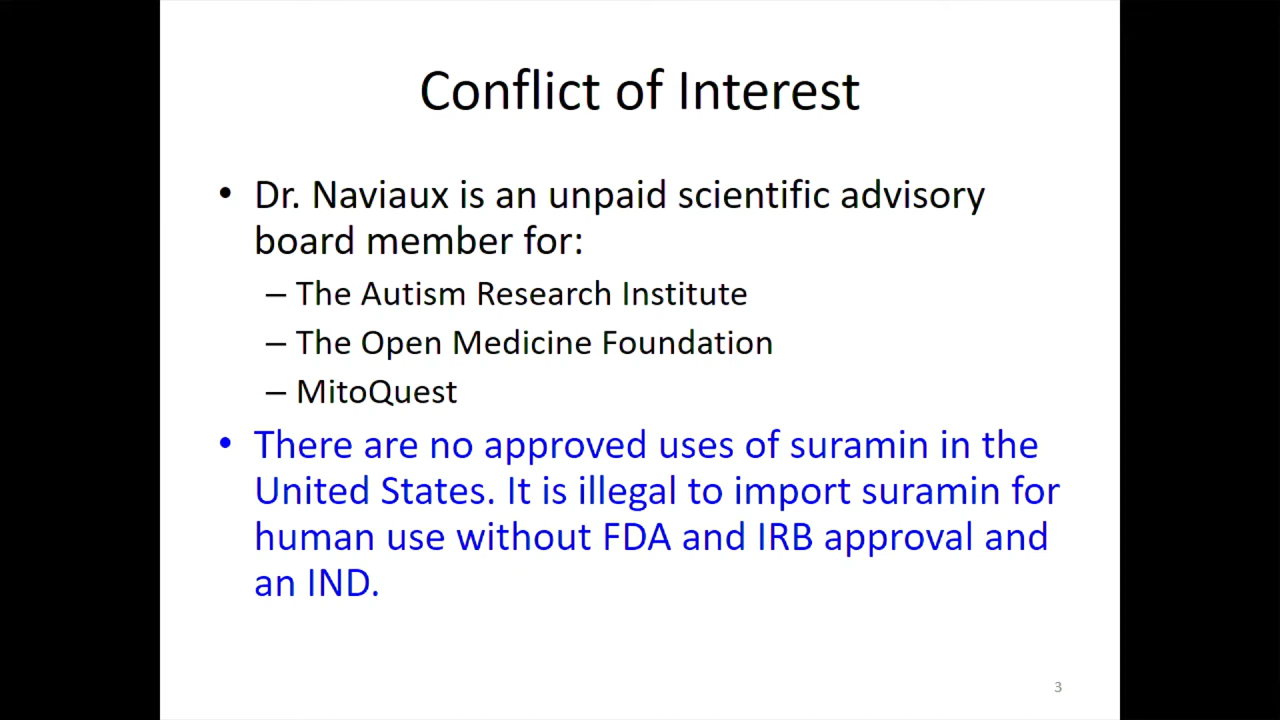 Conflict of Interest
• Dr. Naviaux is an unpaid scientific advisory
board member for:
– The Autism Research Institute
– The Open Medicine Foundation
– MitoQuest
• There are no approved uses of suramin in the
United States. It is illegal to import suramin for
human use without FDA and IRB approval and
an IND.
3